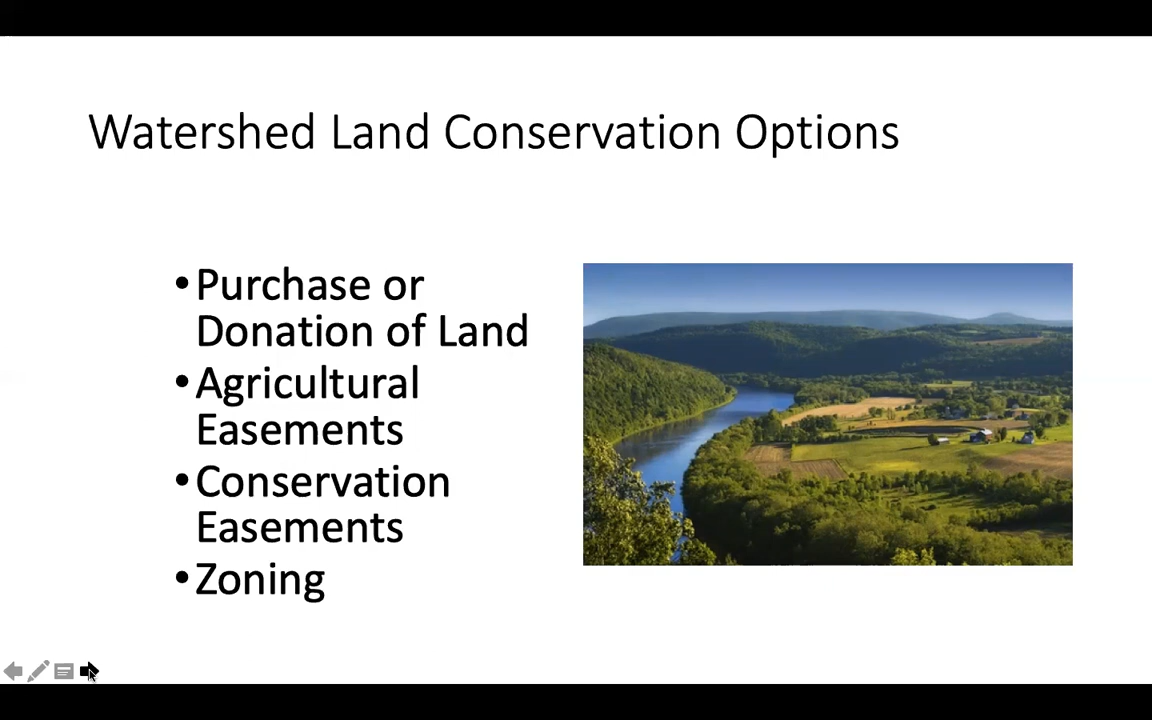 Watershed Land Conservation Options
•Purchase or
Donation of Land
•Agricultural
Easements
•Conservation
Easements
•Zoning